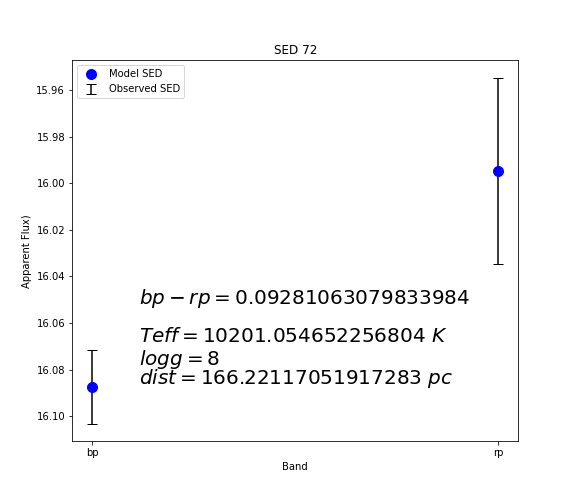 SED 72
Model SED
Observed SED
15.96
15.98
16.00
16.02
16.04
16.06
16.08
16.10
Apparent Flux)
bp − rp = 0.09281063079833984
Teff = 10201.054652256804 K
logg = 8
dist = 166.22117051917283 pc
bp
rp
Band